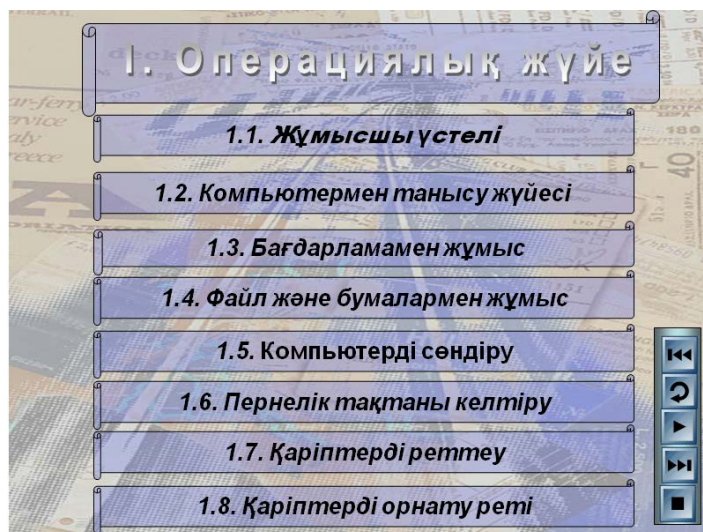 I. Операциялық жүйе
1.1. Жұмысшы үстелі
1.2. Компьютермен танысу жүйесі
1.3. Бағдарламамен жұмыс
1.4. Файл және бумалармен жұмыс
1.5. Компьютерді сөндіру
1.6. Пернелік тақтаны келтіру
1.7. Қаріптерді реттеу
1.8. Қаріптерді орнату реті